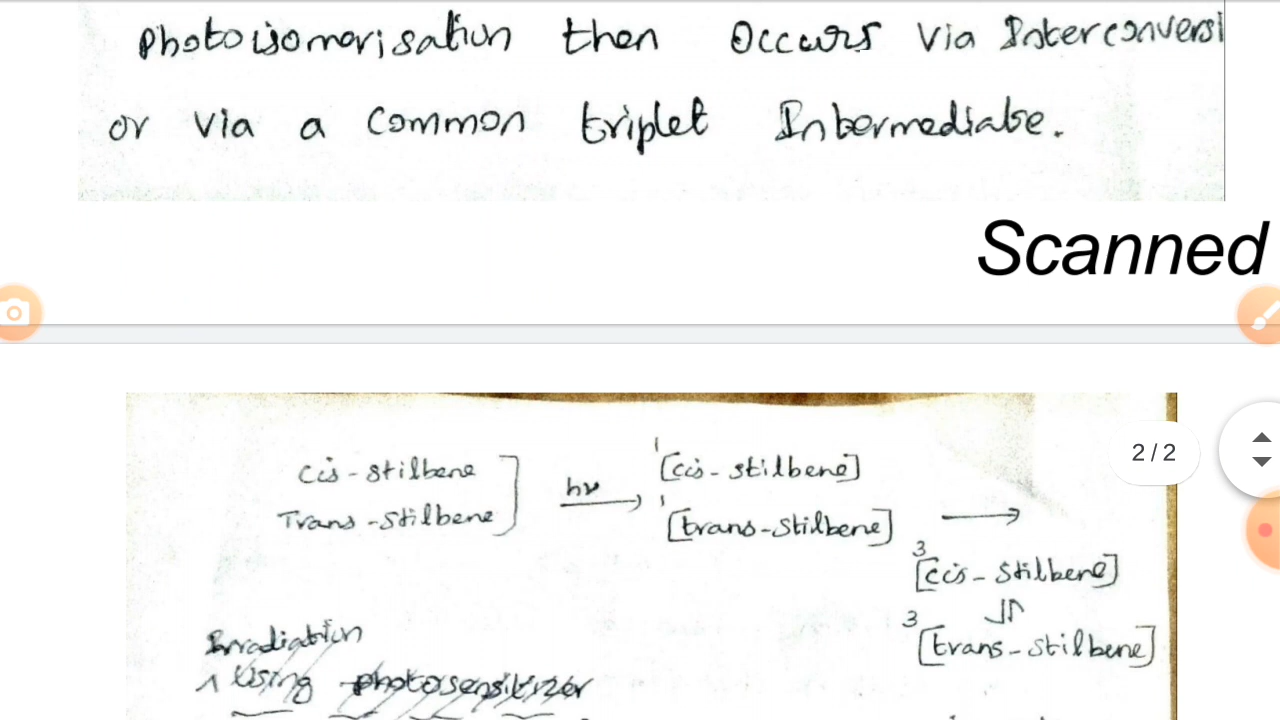 Photoisomerisation then Occurs via Interconversi
or via a common triplet Intermediate.
Scanned
2 / 2
Cis - stilbene
Trans - Stilbene ] hν → ¹[cis - stilbene]
¹[trans - Stilbene] →
³[cis - Stilbene]
⇃↾
³[trans - Stilbene]
Irradiation
^ Using photosensitizer